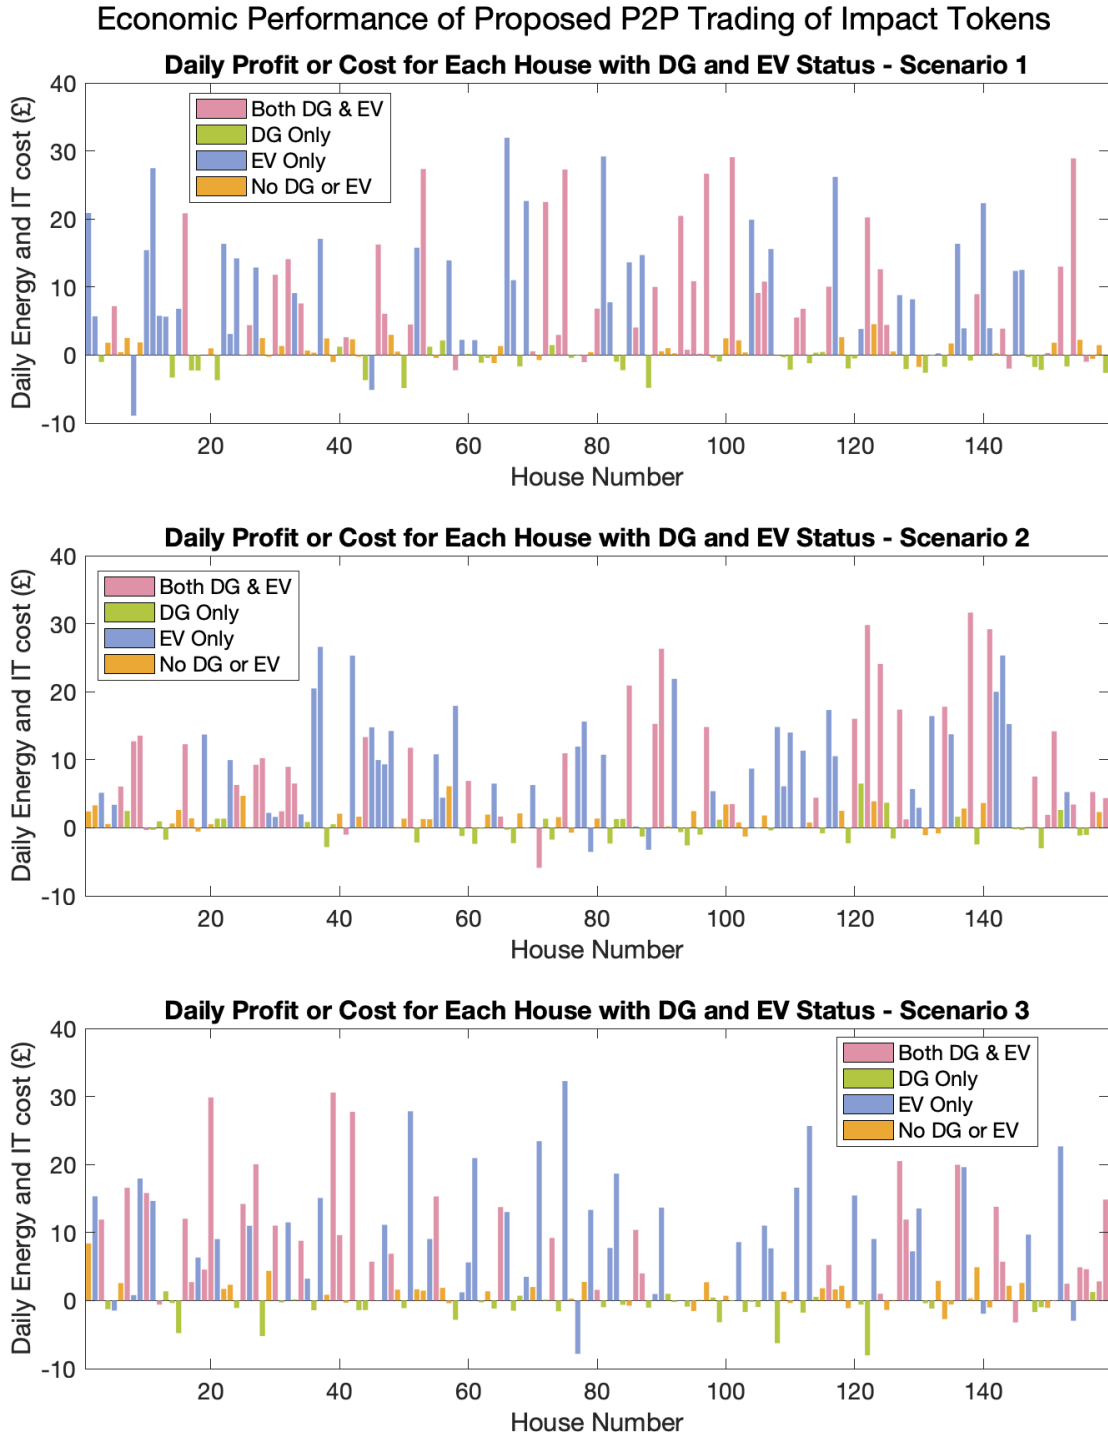 Economic Performance of Proposed P2P Trading of Impact Tokens
Daily Profit or Cost for Each House with DG and EV Status - Scenario 1
Daily Energy and IT cost (£)
40
30
20
10
0
-10
Both DG & EV
DG Only
EV Only
No DG or EV
20 40 60 80 100 120 140
House Number
Daily Profit or Cost for Each House with DG and EV Status - Scenario 2
Daily Energy and IT cost (£)
40
30
20
10
0
-10
Both DG & EV
DG Only
EV Only
No DG or EV
20 40 60 80 100 120 140
House Number
Daily Profit or Cost for Each House with DG and EV Status - Scenario 3
Daily Energy and IT cost (£)
40
30
20
10
0
-10
Both DG & EV
DG Only
EV Only
No DG or EV
20 40 60 80 100 120 140
House Number